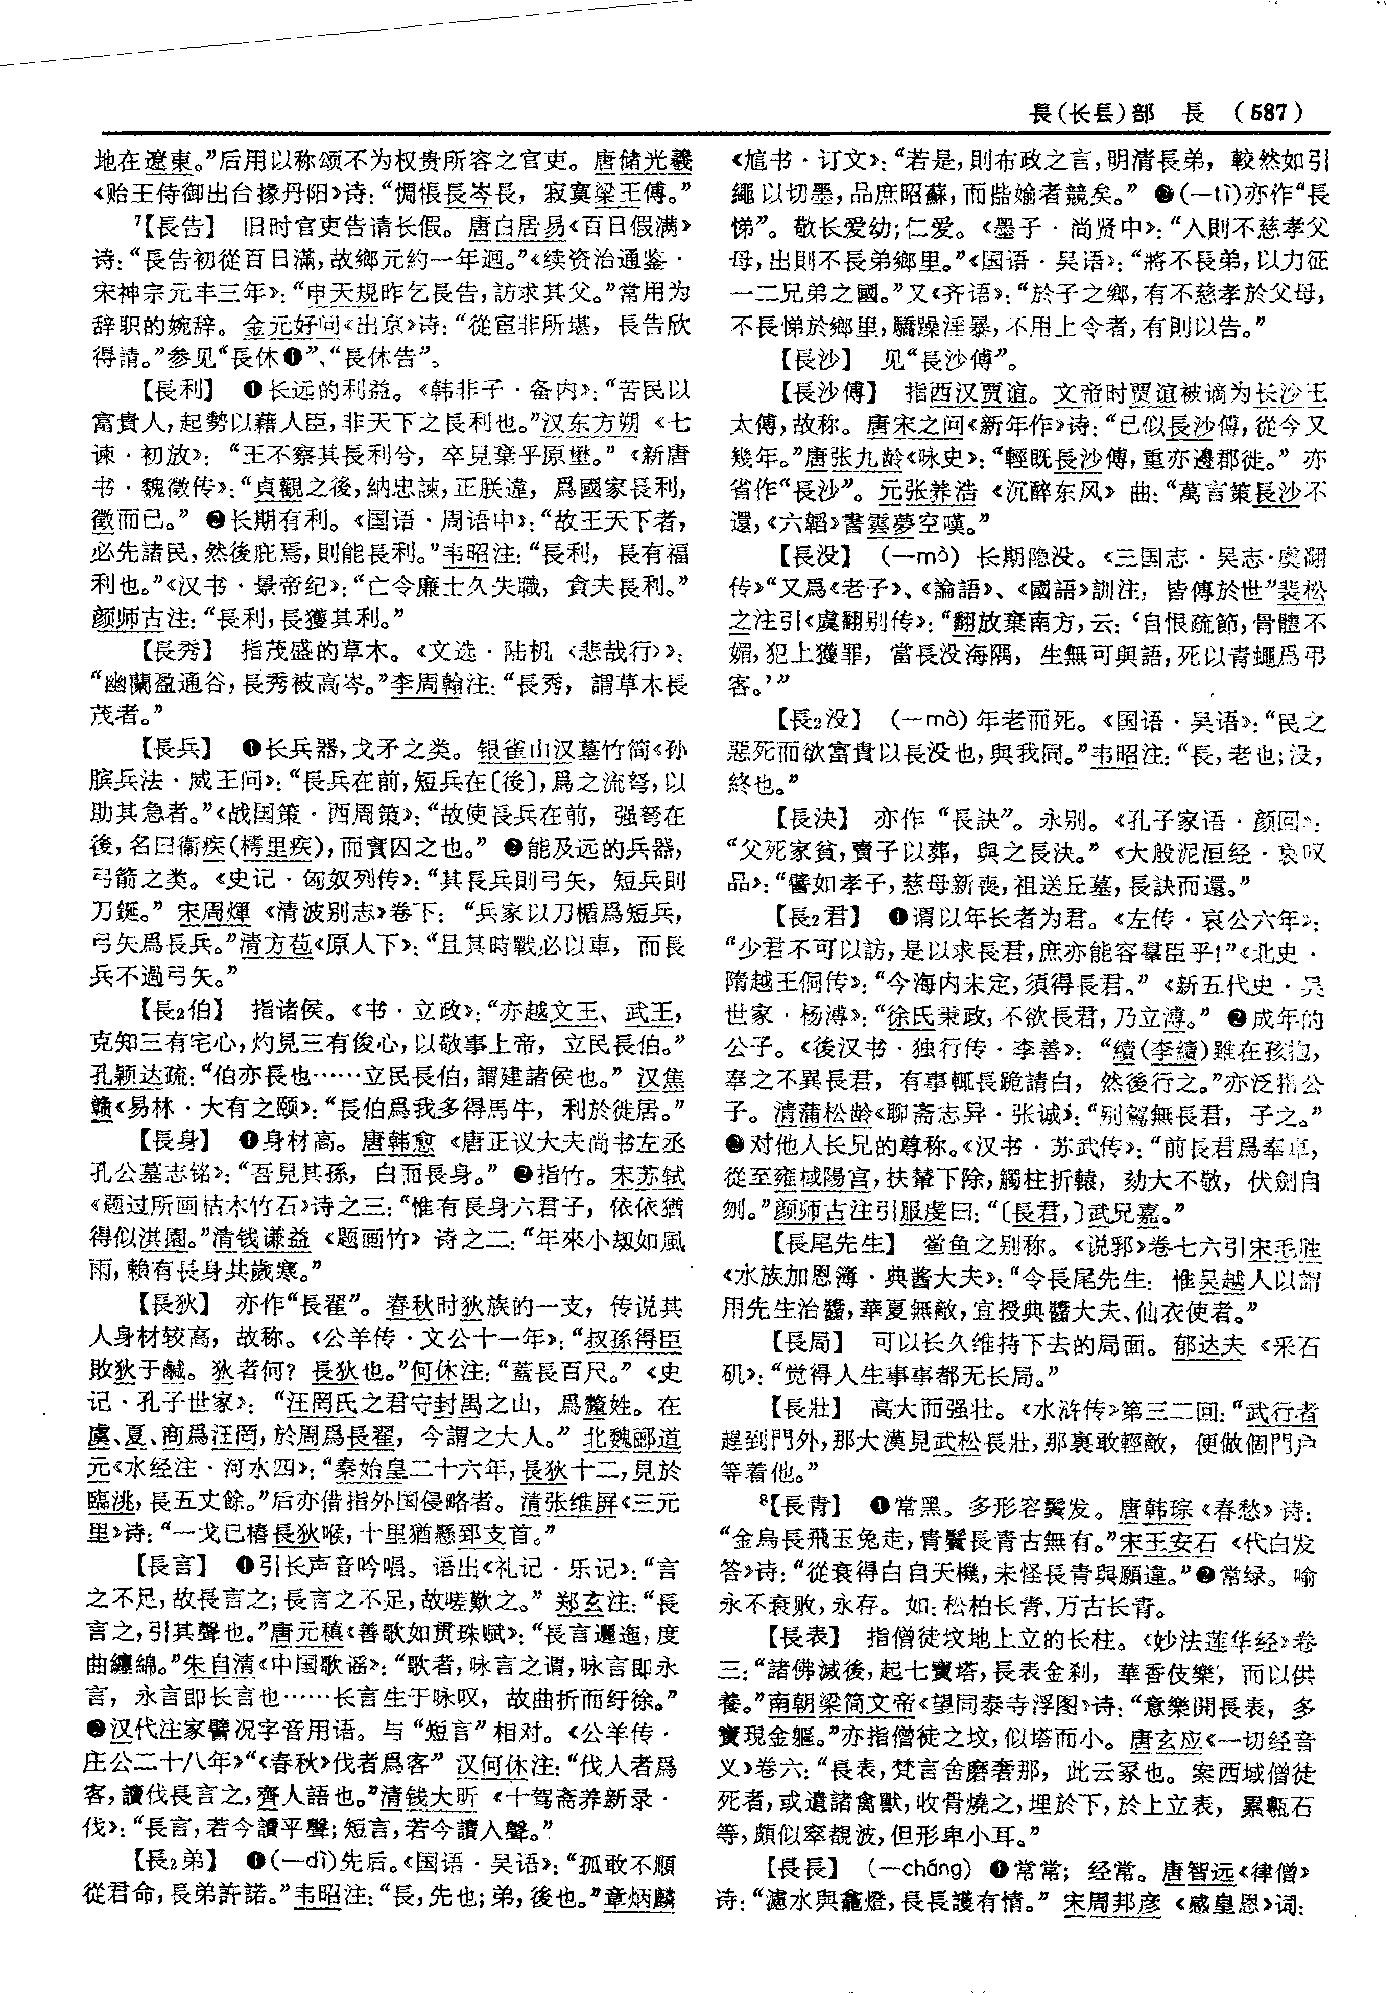 長(长镸)部 長 (587)
地在遼東。”后用以称颂不为权贵所容之官吏。唐储光羲
《贻王侍御出台掾丹阳》诗：“惆悵長岑長，寂寞梁王傅。”
7【長告】 旧时官吏告请长假。唐白居易《百日假满》
诗：“長告初從百日滿，故鄉元約一年迴。”《续资治通鉴·
宋神宗元丰三年》：“申天規昨乞長告，訪求其父。”常用为
辞职的婉辞。金元好问《出京》诗：“從宦非所堪，長告欣
得請。”参见“長休❶”、“長休告”。
【長利】 ❶长远的利益。《韩非子·备内》：“苦民以
富貴人，起勢以藉人臣，非天下之長利也。”汉东方朔《七
谏·初放》：“王不察其長利兮，卒見棄乎原壄。”《新唐
书·魏徵传》：“貞觀之後，納忠諫，正朕違，爲國家長利，
徵而已。” ❷长期有利。《国语·周语中》：“故王天下者，
必先諸民，然後庇焉，則能長利。”韦昭注：“長利，長有福
利也。”《汉书·景帝纪》：“亡令廉士久失職，貪夫長利。”
颜师古注：“長利，長獲其利。”
【長秀】 指茂盛的草木。《文选·陆机〈悲哉行〉》：
“幽蘭盈通谷，長秀被高岑。”李周翰注：“長秀，謂草木長
茂者。”
【長兵】 ❶长兵器，戈矛之类。银雀山汉墓竹简《孙
膑兵法·威王问》：“長兵在前，短兵在〔後〕，爲之流弩，以
助其急者。”《战国策·西周策》：“故使長兵在前，强弩在
後，名曰衞疾(樗里疾)，而實囚之也。” ❷能及远的兵器，
弓箭之类。《史记·匈奴列传》：“其長兵則弓矢，短兵則
刀鋋。”宋周煇《清波别志》卷下：“兵家以刀楯爲短兵，
弓矢爲長兵。”清方苞《原人下》：“且其時戰必以車，而長
兵不過弓矢。”
【長2伯】 指诸侯。《书·立政》：“亦越文王、武王，
克知三有宅心，灼見三有俊心，以敬事上帝，立民長伯。”
孔颖达疏：“伯亦長也……立民長伯，謂建諸侯也。”汉焦
赣《易林·大有之颐》：“長伯爲我多得馬牛，利於徙居。”
【長身】 ❶身材高。唐韩愈《唐正议大夫尚书左丞
孔公墓志铭》：“吾見其孫，白而長身。” ❷指竹。宋苏轼
《题过所画枯木竹石》诗之三：“惟有長身六君子，依依猶
得似洪園。”清钱谦益《题画竹》诗之二：“年來小刼如風
雨，賴有長身共歲寒。”
【長狄】 亦作“長翟”。春秋时狄族的一支，传说其
人身材较高，故称。《公羊传·文公十一年》：“叔孫得臣
敗狄于鹹。狄者何？長狄也。”何休注：“蓋長百尺。”《史
记·孔子世家》：“汪罔氏之君守封禺之山，爲釐姓。在
虞、夏、商爲汪罔，於周爲長翟，今謂之大人。”北魏郦道
元《水经注·河水四》：“秦始皇二十六年，長狄十二，見於
臨洮，長五丈餘。”后亦借指外国侵略者。清张维屏《三元
里》诗：“一戈已樁長狄喉，十里猶懸郅支首。”
【長言】 ❶引长声音吟唱。语出《礼记·乐记》：“言
之不足，故長言之；長言之不足，故嗟歎之。”郑玄注：“長
言之，引其聲也。”唐元稹《善歌如贯珠赋》：“長言邐迤，度
曲纏綿。”朱自清《中国歌谣》：“歌者，咏言之谓，咏言即永
言，永言即长言也……长言生于咏叹，故曲折而纡徐。”
❷汉代注家譬况字音用语。与“短言”相对。《公羊传·
庄公二十八年》“《春秋》伐者爲客”汉何休注：“伐人者爲
客，讀伐長言之，齊人語也。”清钱大昕《十驾斋养新录·
伐》：“長言，若今讀平聲；短言，若今讀入聲。”
【長2弟】 ❶(—dì)先后。《国语·吴语》：“孤敢不順
從君命，長弟許諾。”韦昭注：“長，先也；弟，後也。”章炳麟
《訄书·订文》：“若是，則布政之言，明清長弟，較然如引
繩以切墨，品庶昭蘇，而啙媮者競矣。” ❷(—tì)亦作“長
悌”。敬长爱幼；仁爱。《墨子·尚贤中》：“入則不慈孝父
母，出則不長弟鄉里。”《国语·吴语》：“將不長弟，以力征
一二兄弟之國。”又《齐语》：“於子之鄉，有不慈孝於父母，
不長悌於鄉里，驕躁淫暴，不用上令者，有則以告。”
【長沙】 见“長沙傅”。
【長沙傅】 指西汉贾谊。文帝时贾谊被谪为长沙王
太傅，故称。唐宋之问《新年作》诗：“已似長沙傅，從今又
幾年。”唐张九龄《咏史》：“輕既長沙傅，重亦邊郡徙。”亦
省作“長沙”。元张养浩《沉醉东风》曲：“萬言策長沙不
還，《六韜》書雲夢空嘆。”
【長没】 (—mò) 长期隐没。《三国志·吴志·虞翻
传》“又爲《老子》、《論語》、《國語》訓注，皆傳於世”裴松
之注引《虞翻别传》：“翻放棄南方，云：‘自恨疏節，骨體不
媚，犯上獲罪，當長没海隅，生無可與語，死以青蠅爲弔
客。’”
【長2没】 (—mò) 年老而死。《国语·吴语》：“民之
惡死而欲富貴以長没也，與我同。”韦昭注：“長，老也；没，
終也。”
【長決】 亦作“長訣”。永别。《孔子家语·颜回》：
“父死家貧，賣子以葬，與之長決。”《大般泥洹经·哀叹
品》：“譬如孝子，慈母新喪，祖送丘墓，長訣而還。”
【長2君】 ❶谓以年长者为君。《左传·哀公六年》：
“少君不可以訪，是以求長君，庶亦能容羣臣乎！”《北史·
隋越王侗传》：“今海内未定，須得長君。”《新五代史·吴
世家·杨溥》：“徐氏秉政，不欲長君，乃立溥。” ❷成年的
公子。《後汉书·独行传·李善》：“續(李續)雖在孩抱，
奉之不異長君，有事輒長跪請白，然後行之。”亦泛指公
子。清蒲松龄《聊斋志异·张诚》：“别駕無長君，子之。”
❸对他人长兄的尊称。《汉书·苏武传》：“前長君爲奉車，
從至雍棫陽宫，扶輦下除，觸柱折轅，劾大不敬，伏劍自
刎。”颜师古注引服虔曰：“〔長君，〕武兄嘉。”
【長尾先生】 鲎鱼之别称。《说郛》卷七六引宋毛胜
《水族加恩簿·典酱大夫》：“令長尾先生：惟吴越人以謂
用先生治醬，華夏無敵，宜授典醬大夫、仙衣使者。”
【長局】 可以长久维持下去的局面。郁达夫《采石
矶》：“觉得人生事事都无长局。”
【長壯】 高大而强壮。《水浒传》第三二回：“武行者
趕到門外，那大漢見武松長壯，那裏敢輕敵，便做個門户
等着他。”
8【長青】 ❶常黑。多形容鬓发。唐韩琮《春愁》诗：
“金烏長飛玉兔走，青鬢長青古無有。”宋王安石《代白发
答》诗：“從衰得白自天機，未怪長青與願違。”❷常绿。喻
永不衰败，永存。如：松柏长青，万古长青。
【長表】 指僧徒坟地上立的长柱。《妙法莲华经》卷
三：“諸佛滅後，起七寶塔，長表金刹，華香伎樂，而以供
養。”南朝梁简文帝《望同泰寺浮图》诗：“意樂開長表，多
寶現金軀。”亦指僧徒之坟，似塔而小。唐玄应《一切经音
义》卷六：“長表，梵言舍磨奢那，此云冢也。案西域僧徒
死者，或遺諸禽獸，收骨燒之，埋於下，於上立表，累甎石
等，頗似窣覩波，但形卑小耳。”
【長長】 (—cháng) ❶常常；经常。唐智远《律僧》
诗：“濾水與龕燈，長長護有情。”宋周邦彦《感皇恩》词：